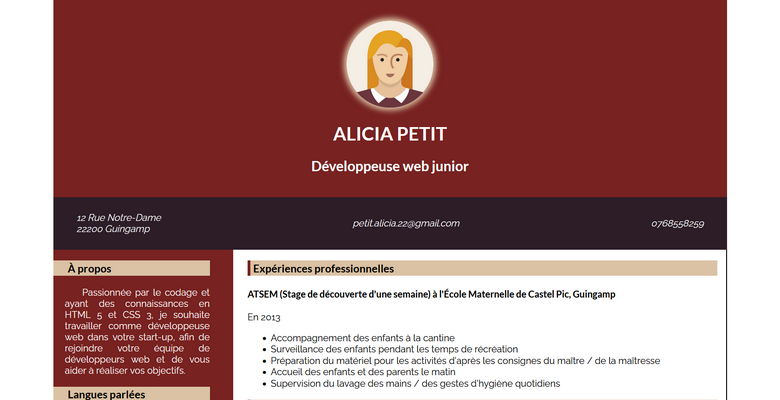 ALICIA PETIT
Développeuse web junior
12 Rue Notre-Dame
22200 Guingamp
petit.alicia.22@gmail.com
0768558259
À propos
Passionnée par le codage et
ayant des connaissances en
HTML 5 et CSS 3, je souhaite
travailler comme développeuse
web dans votre start-up, afin de
rejoindre votre équipe de
développeurs web et de vous
aider à réaliser vos objectifs.
Langues parlées
Expériences professionnelles
ATSEM (Stage de découverte d'une semaine) à l'École Maternelle de Castel Pic, Guingamp
En 2013
• Accompagnement des enfants à la cantine
• Surveillance des enfants pendant les temps de récréation
• Préparation du matériel pour les activités d'après les consignes du maître / de la maîtresse
• Accueil des enfants et des parents le matin
• Supervision du lavage des mains / des gestes d'hygiène quotidiens